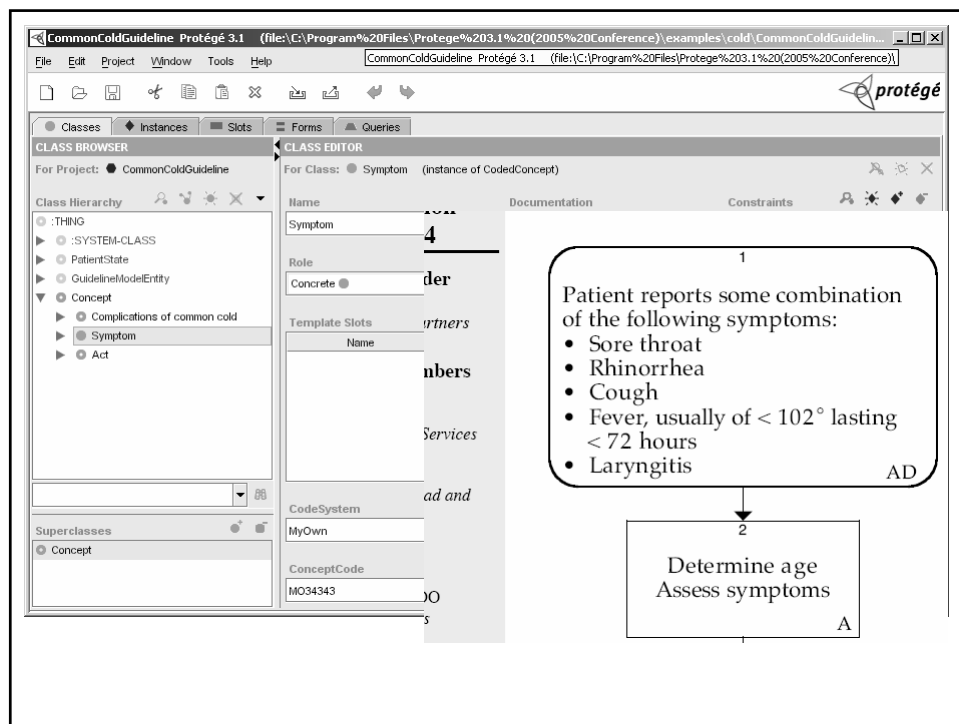 CommonColdGuideline Protégé 3.1 (file:\C:\Program%20Files\Protege%203.1%20(2005%20Conference)\examples\cold\CommonColdGuidelin...
File Edit Project Window Tools Help
CommonColdGuideline Protégé 3.1 (file:\C:\Program%20Files\Protege%203.1%20(2005%20Conference)\
protégé
Classes Instances Slots Forms Queries
CLASS BROWSER
For Project: CommonColdGuideline
Class Hierarchy
:THING
:SYSTEM-CLASS
PatientState
GuidelineModelEntity
Concept
Complications of common cold
Symptom
Act
Superclasses
Concept
CLASS EDITOR
For Class: Symptom (instance of CodedConcept)
Name Documentation Constraints
Symptom
Role
Concrete
Template Slots
Name
CodeSystem
MyOwn
ConceptCode
MO34343
4
der
artners
nbers
Services
ad and
1
Patient reports some combination
of the following symptoms:
• Sore throat
• Rhinorrhea
• Cough
• Fever, usually of < 102° lasting
< 72 hours
• Laryngitis
AD
2
Determine age
Assess symptoms
A